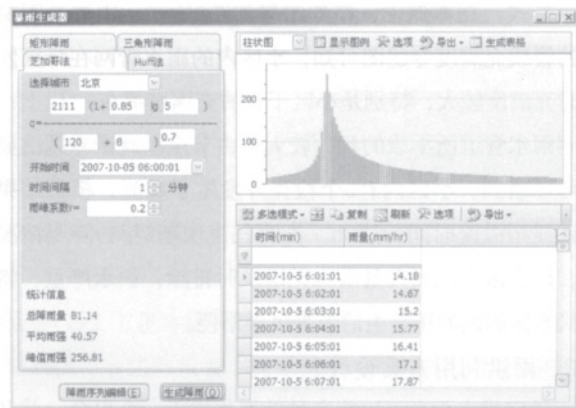 暴雨生成器
矩形降雨 三角形降雨
芝加哥法 Huff法
选择城市 北京
2111 (1+ 0.85 lg 5 )
q=
( 120 + 8 ) 0.7
开始时间 2007-10-05 06:00:01
时间间隔 1 分钟
雨峰系数r= 0.2
统计信息
总降雨量 81.14
平均雨强 40.57
峰值雨强 256.81
降雨序列编辑(E) 生成降雨(O)
柱状图 显示图例 选项 导出 生成表格
200
100
0
多选模式 复制 刷新 选项 导出
时间(min) 雨量(mm/hr)
2007-10-5 6:01:01 14.18
2007-10-5 6:02:01 14.67
2007-10-5 6:03:01 15.2
2007-10-5 6:04:01 15.77
2007-10-5 6:05:01 16.41
2007-10-5 6:06:01 17.1
2007-10-5 6:07:01 17.87